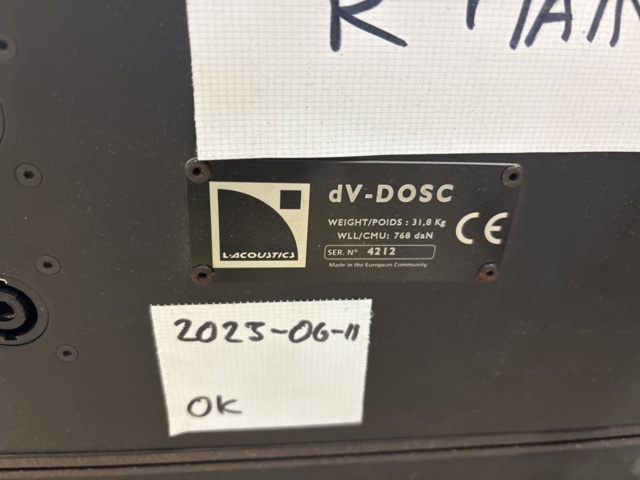 R MAIN
dV-DOSC
WEIGHT/POIDS : 31,8 Kg
WLL/CMU: 768 daN
CE
L-ACOUSTICS
SER. N° 4212
Made in the European Community
2025-06-11
OK